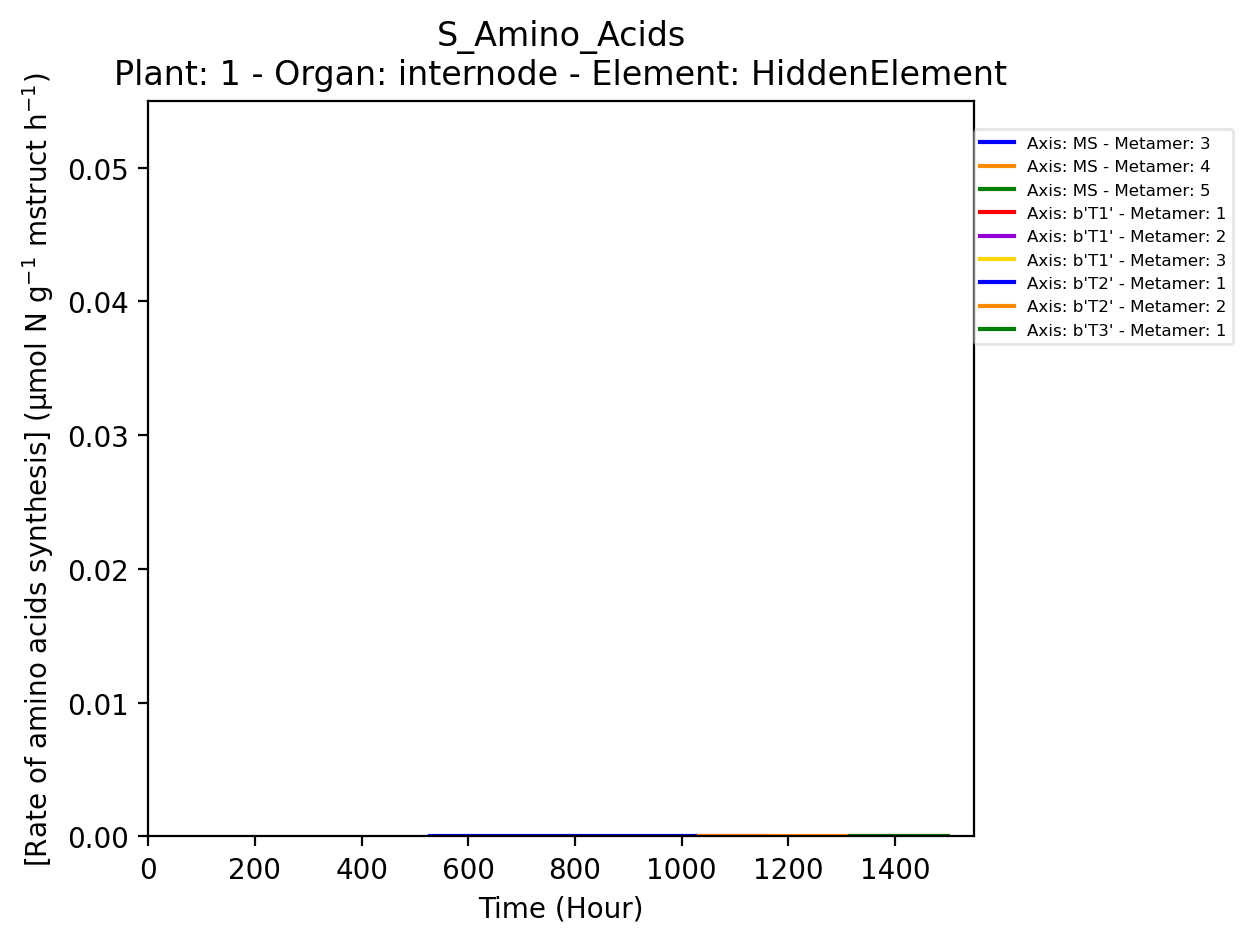 S_Amino_Acids
Plant: 1 - Organ: internode - Element: HiddenElement
[Rate of amino acids synthesis] (µmol N g⁻¹ mstruct h⁻¹)
0.05
0.04
0.03
0.02
0.01
0.00
0 200 400 600 800 1000 1200 1400
Time (Hour)
Axis: MS - Metamer: 3
Axis: MS - Metamer: 4
Axis: MS - Metamer: 5
Axis: b'T1' - Metamer: 1
Axis: b'T1' - Metamer: 2
Axis: b'T1' - Metamer: 3
Axis: b'T2' - Metamer: 1
Axis: b'T2' - Metamer: 2
Axis: b'T3' - Metamer: 1